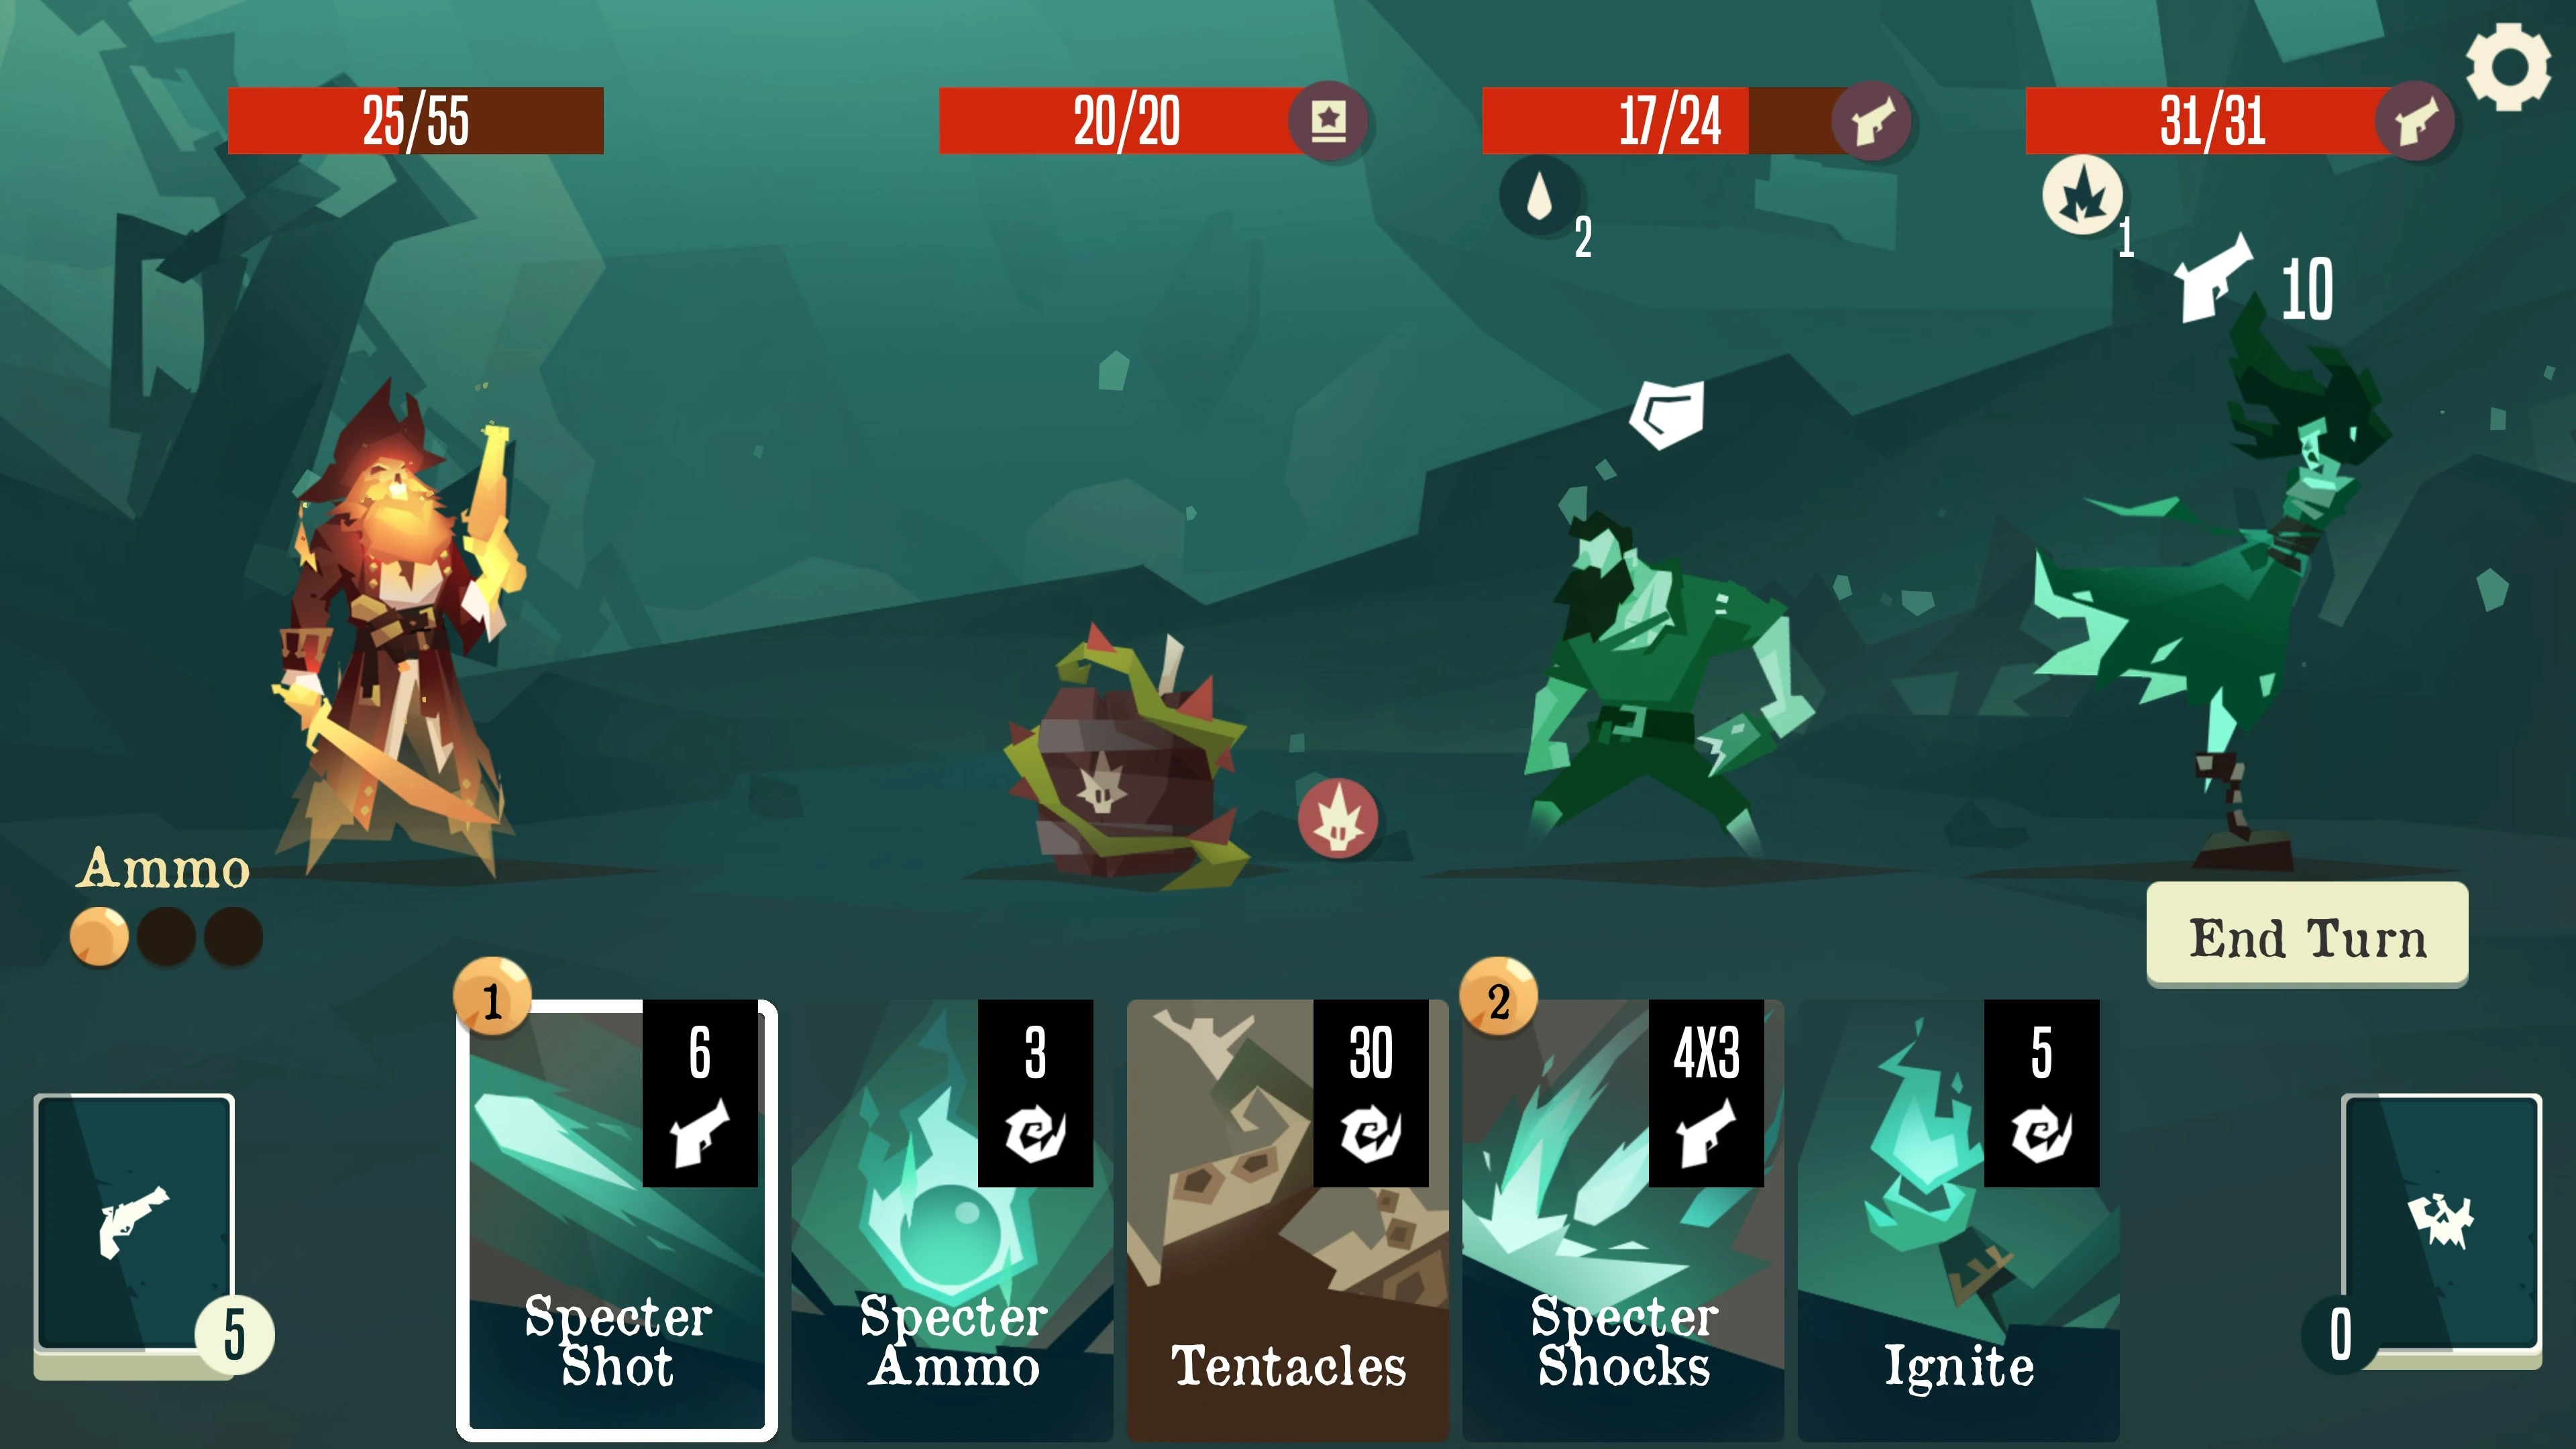 25/55
20/20
17/24
31/31
2
1
10
Ammo
End Turn
1
6
3
30
2
4X3
5
Specter
Shot
Specter
Ammo
Tentacles
Specter
Shocks
Ignite
5
0